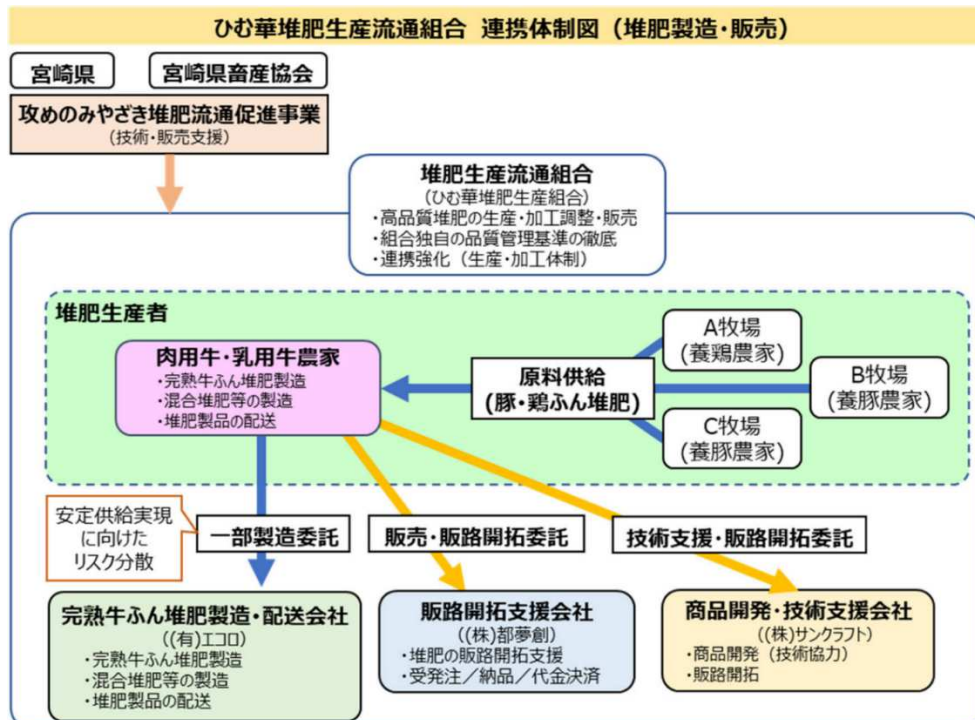 ひむ華堆肥生産流通組合 連携体制図（堆肥製造・販売）
宮崎県
宮崎県畜産協会
攻めのみやざき堆肥流通促進事業
(技術・販売支援)
堆肥生産流通組合
(ひむ華堆肥生産組合)
・高品質堆肥の生産・加工調整・販売
・組合独自の品質管理基準の徹底
・連携強化（生産・加工体制）
堆肥生産者
肉用牛・乳用牛農家
・完熟牛ふん堆肥製造
・混合堆肥等の製造
・堆肥製品の配送
原料供給
(豚・鶏ふん堆肥)
A牧場
(養鶏農家)
B牧場
(養豚農家)
C牧場
(養豚農家)
安定供給実現
に向けた
リスク分散
一部製造委託
販売・販路開拓委託
技術支援・販路開拓委託
完熟牛ふん堆肥製造・配送会社
((有)エコロ)
・完熟牛ふん堆肥製造
・混合堆肥等の製造
・堆肥製品の配送
販路開拓支援会社
((株)都夢創)
・堆肥の販路開拓支援
・受発注／納品／代金決済
商品開発・技術支援会社
((株)サンクラフト)
・商品開発（技術協力）
・販路開拓